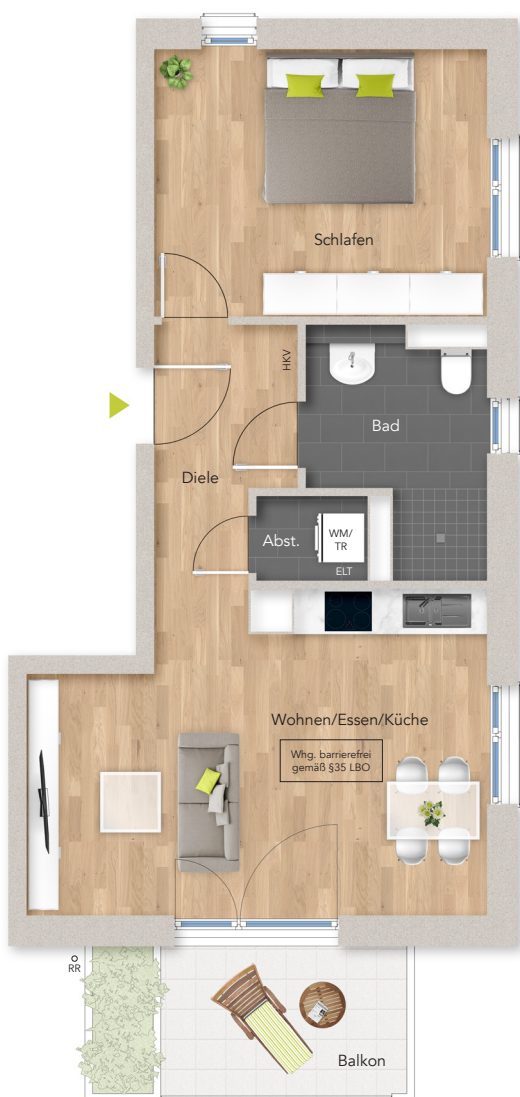 Schlafen
HKV
Bad
Diele
Abst.
WM/
TR
ELT
Wohnen/Essen/Küche
Whg. barrierefrei
gemäß §35 LBO
RR
Balkon